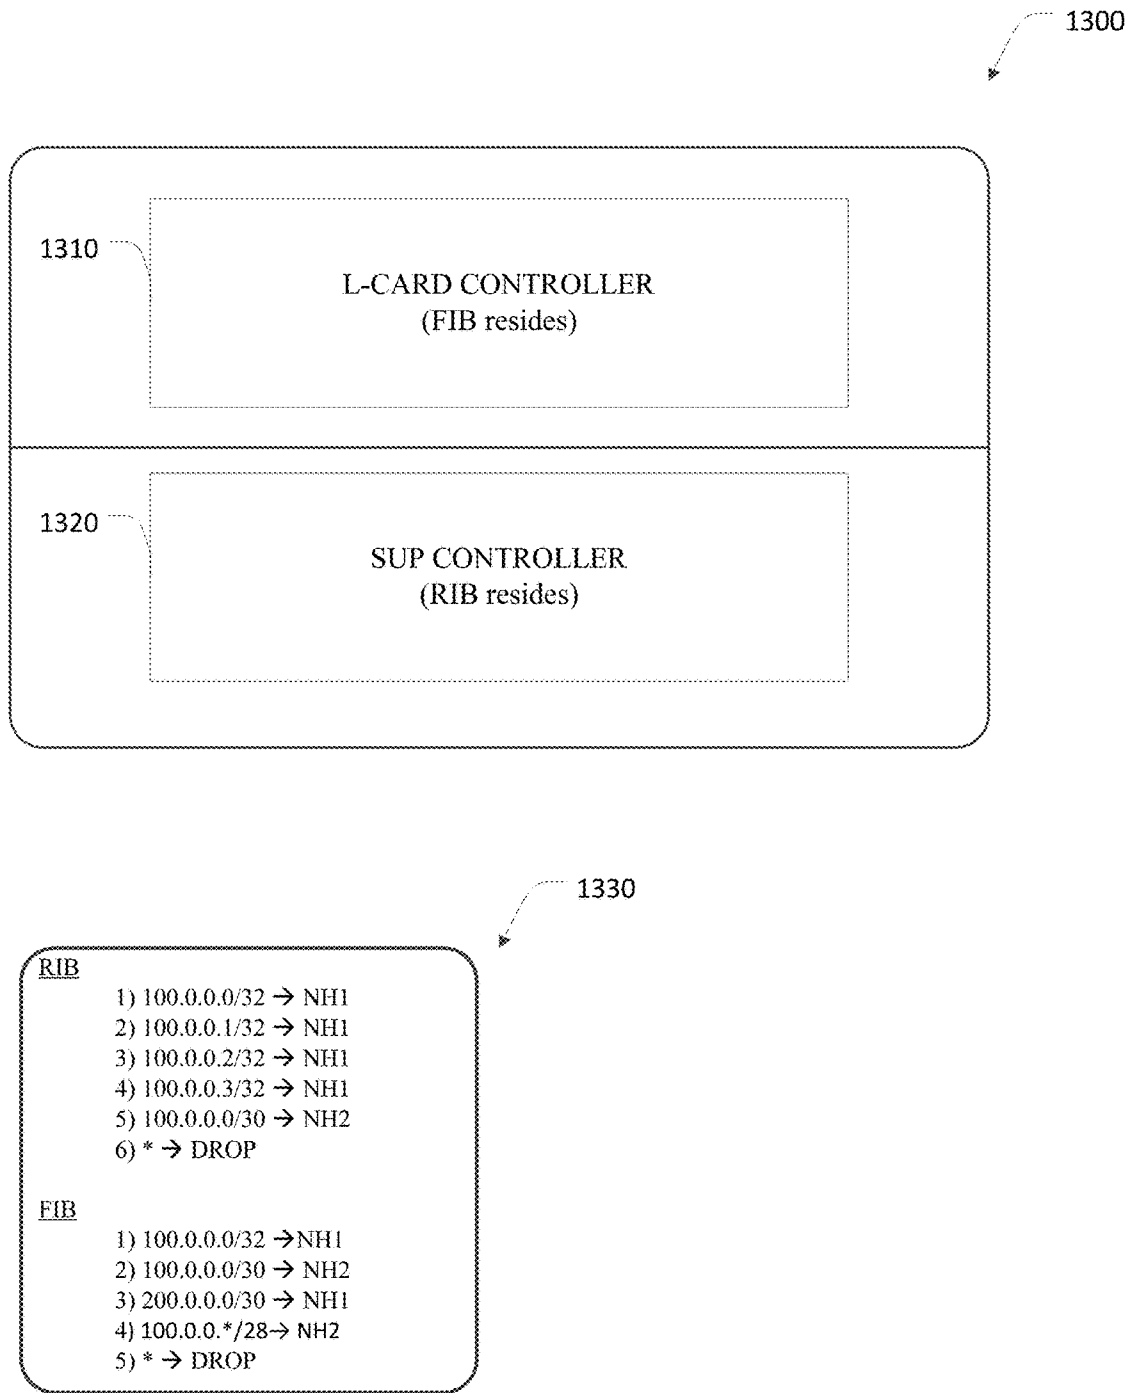 1300
1310
L-CARD CONTROLLER
(FIB resides)
1320
SUP CONTROLLER
(RIB resides)
1330
RIB
1) 100.0.0.0/32 → NH1
2) 100.0.0.1/32 → NH1
3) 100.0.0.2/32 → NH1
4) 100.0.0.3/32 → NH1
5) 100.0.0.0/30 → NH2
6) * → DROP
FIB
1) 100.0.0.0/32 →NH1
2) 100.0.0.0/30 → NH2
3) 200.0.0.0/30 → NH1
4) 100.0.0.*/28→ NH2
5) * → DROP